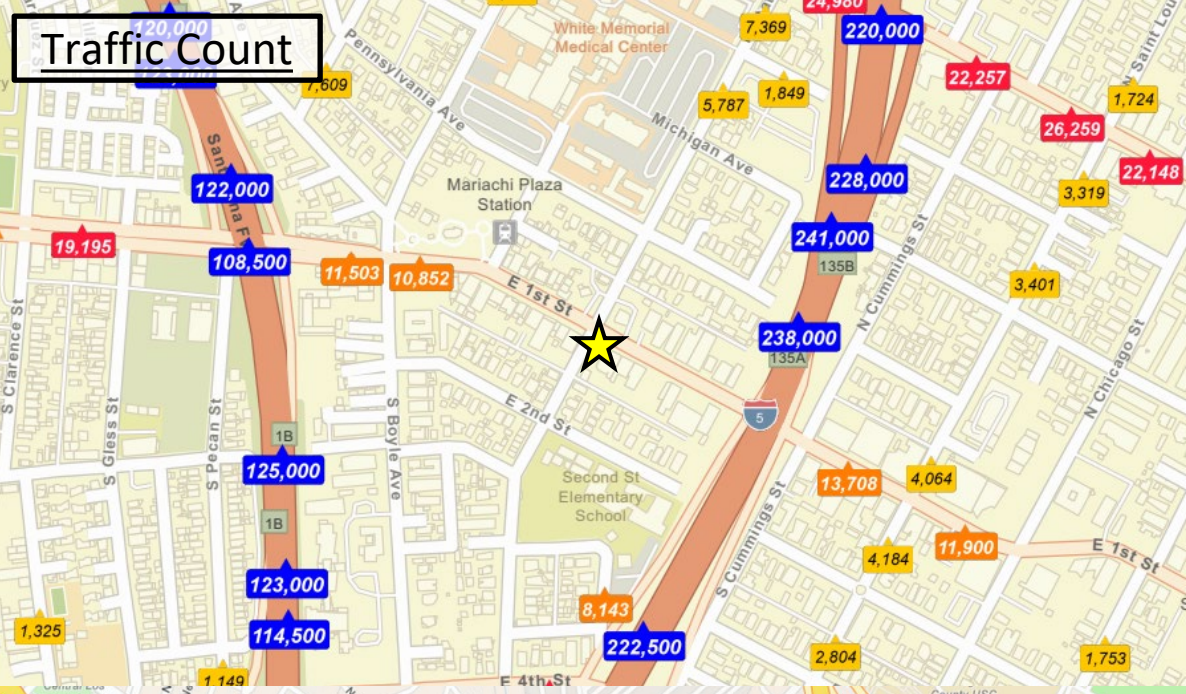 24,980
120,000
220,000
7,369
White Memorial
Medical Center
Traffic Count
22,257
7,609
Pennsylvania Ave
1,849
5,787
1,724
N Saint Lou
26,259
Michigan Ave
22,148
122,000
228,000
3,319
Mariachi Plaza
Station
241,000
19,195
108,500
11,503
10,852
135B
3,401
E 1st St
N Cummings St
238,000
135A
S Clarence St
N Chicago St
5
E 2nd St
S Gless St
S Pecan St
S Boyle Ave
1B
125,000
Second St
Elementary
School
13,708
4,064
1B
11,900
E 1st St
4,184
S Cummings St
123,000
8,143
1,325
114,500
222,500
2,804
1,753
1,149
E 4th St